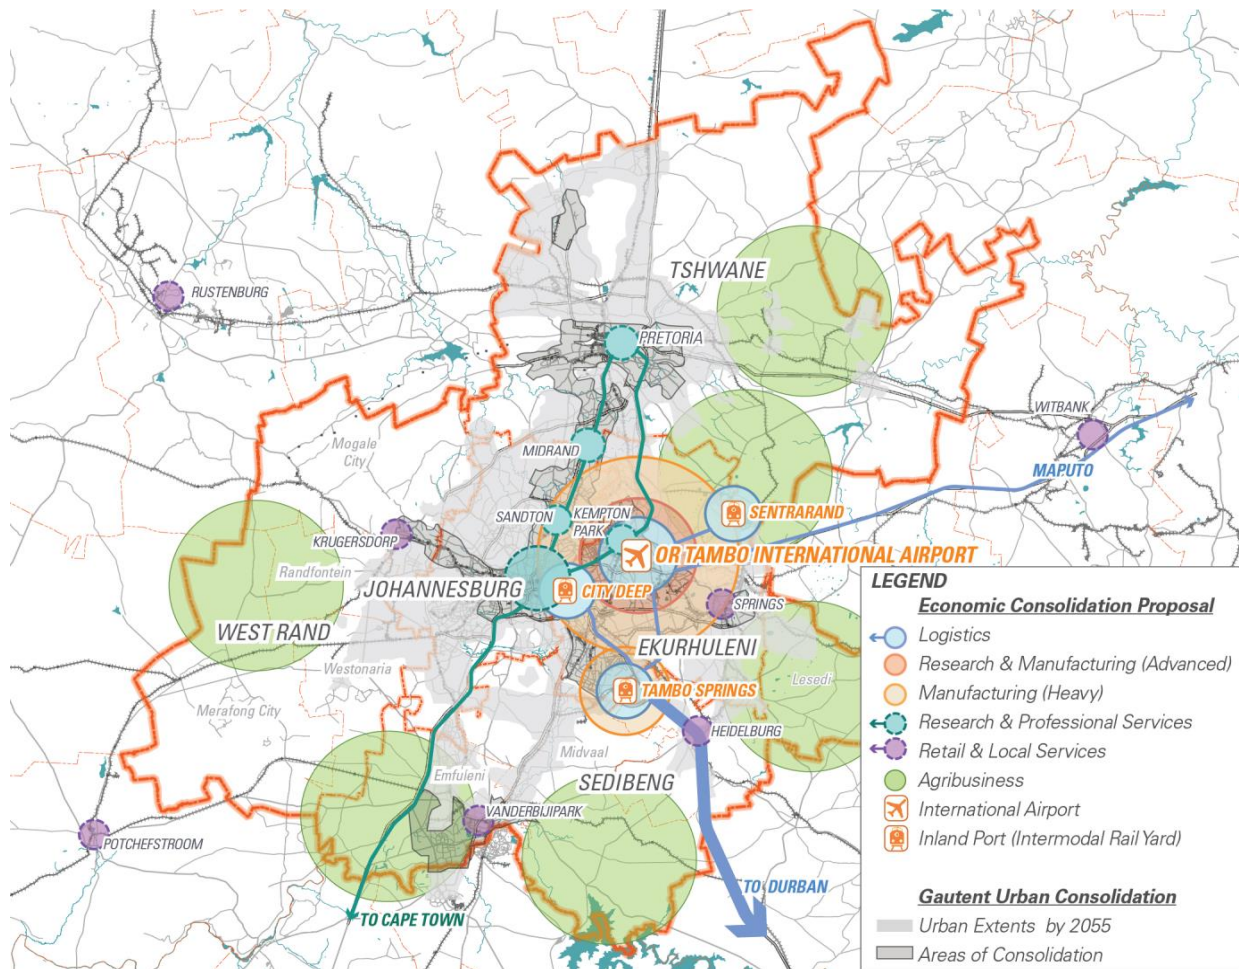 TSHWANE
RUSTENBURG
PRETORIA
WITBANK
Mogale
City
MIDRAND
MAPUTO
SANDTON
KEMPTON
PARK
SENTRARAND
KRUGERSDORP
OR TAMBO INTERNATIONAL AIRPORT
Randfontein
JOHANNESBURG
CITY DEEP
SPRINGS
WEST RAND
EKURHULENI
Westonaria
TAMBO SPRINGS
Lesedi
Merafong City
HEIDELBURG
Midvaal
Emfuleni
SEDIBENG
VANDERBIJIPARK
POTCHEFSTROOM
TO DURBAN
TO CAPE TOWN
LEGEND
Economic Consolidation Proposal
Logistics
Research & Manufacturing (Advanced)
Manufacturing (Heavy)
Research & Professional Services
Retail & Local Services
Agribusiness
International Airport
Inland Port (Intermodal Rail Yard)
Gautent Urban Consolidation
Urban Extents by 2055
Areas of Consolidation